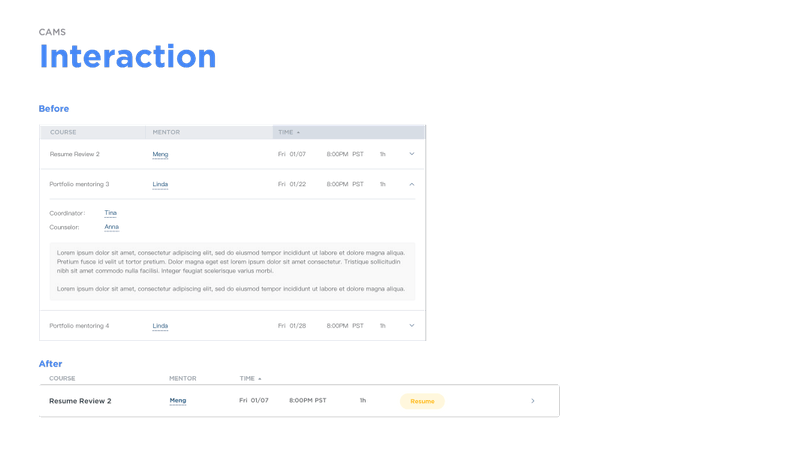 CAMS
Interaction
Before
COURSE MENTOR TIME
Resume Review 2 Meng Fri 01/07 8:00PM PST 1h
Portfolio mentoring 3 Linda Fri 01/22 8:00PM PST 1h
Coordinator: Tina
Counselor: Anna
Lorem ipsum dolor sit amet, consectetur adipiscing elit, sed do eiusmod tempor incididunt ut labore et dolore magna aliqua.
Pretium fusce id velit ut tortor pretium. Dolor magna eget est lorem ipsum dolor sit amet consectetur. Tristique sollicitudin
nibh sit amet commodo nulla facilisi. Integer feugiat scelerisque varius morbi.
Lorem ipsum dolor sit amet, consectetur adipiscing elit, sed do eiusmod tempor incididunt ut labore et dolore magna aliqua.
Portfolio mentoring 4 Linda Fri 01/28 8:00PM PST 1h
After
COURSE MENTOR TIME
Resume Review 2 Meng Fri 01/07 8:00PM PST 1h Resume